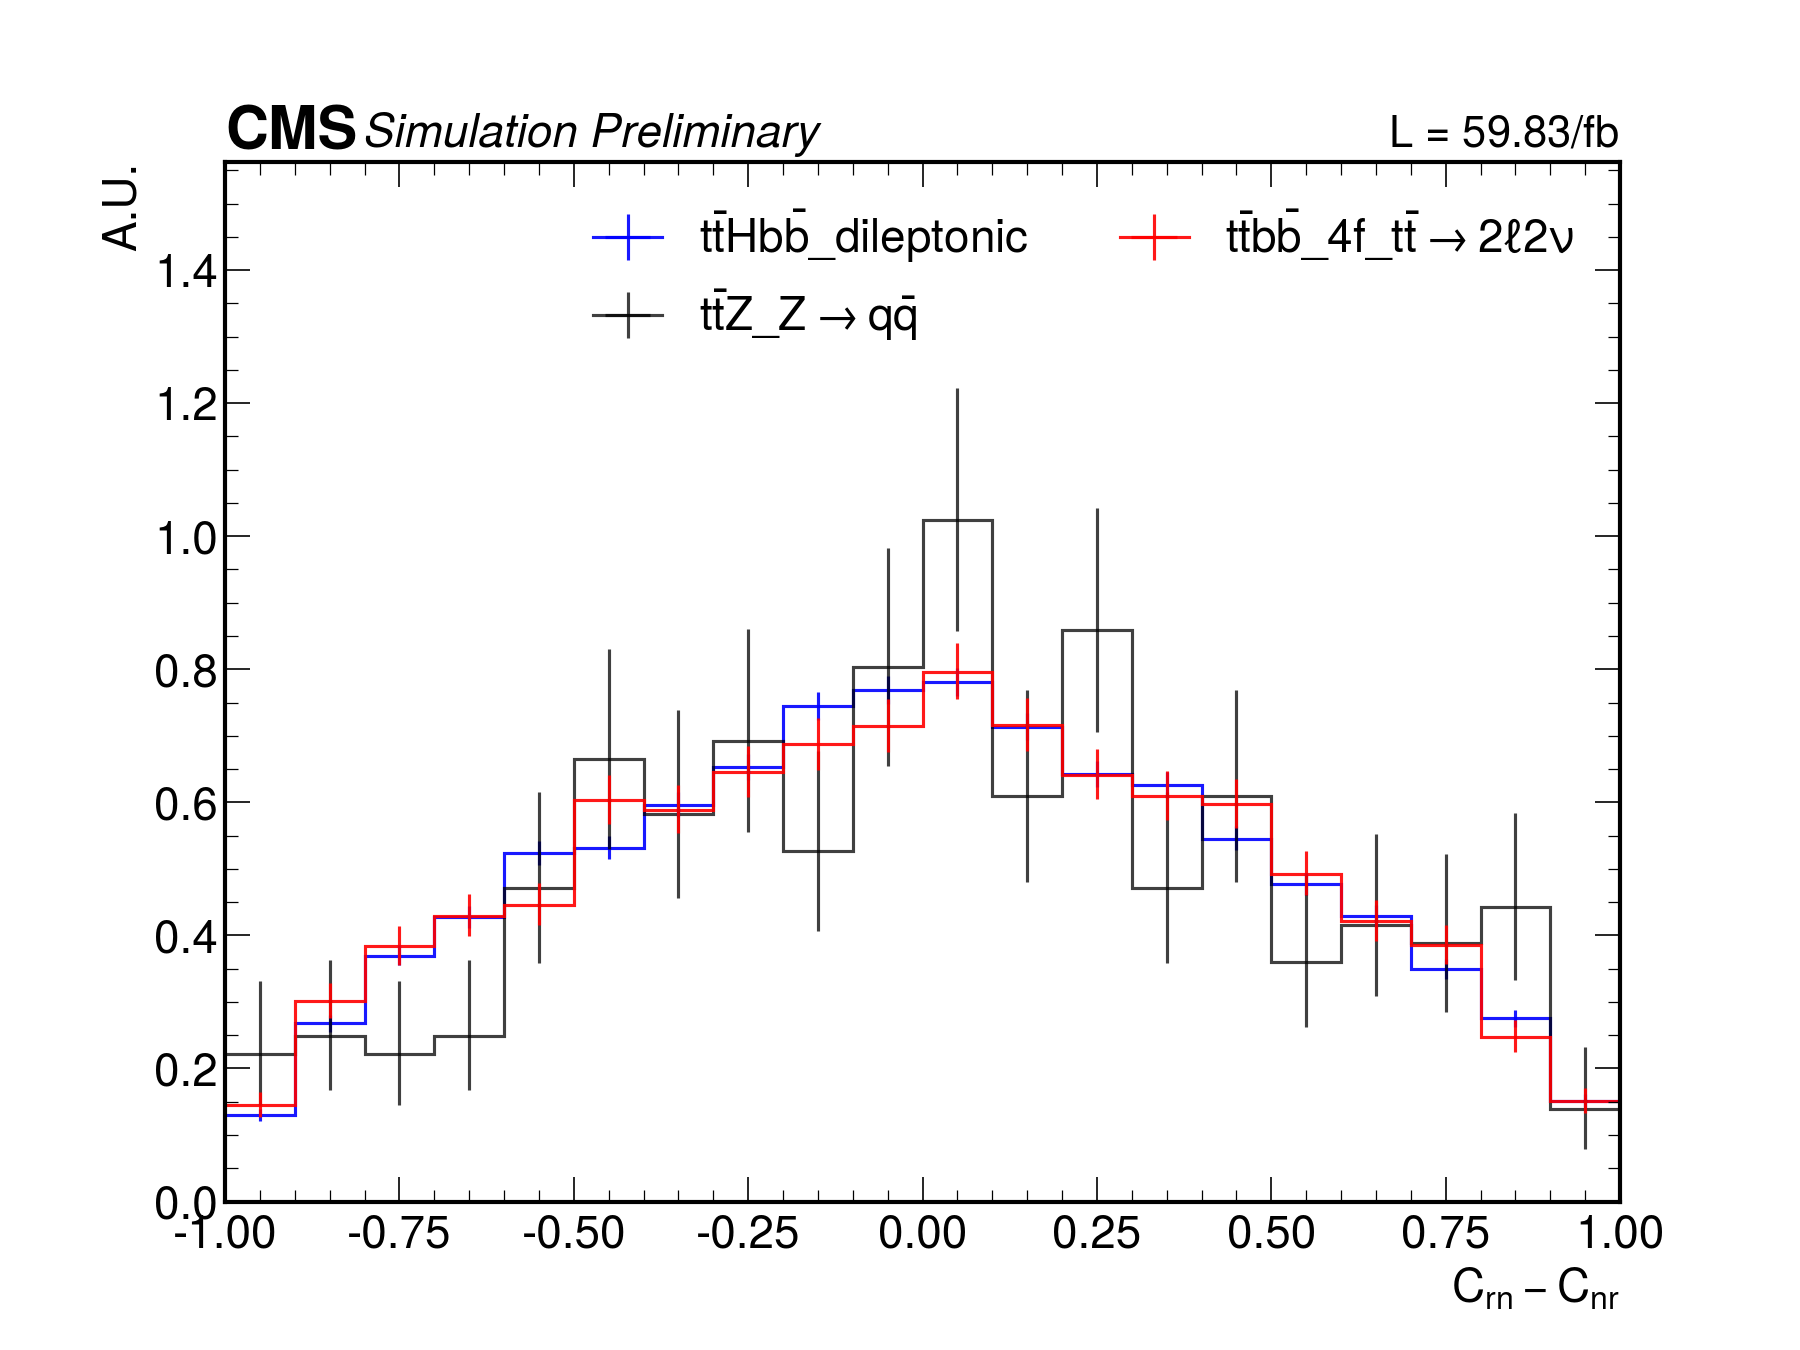 CMS Simulation Preliminary L = 59.83/fb
A.U.
tt̄Hbb̄_dileptonic tt̄bb̄_4f_tt̄ → 2ℓ2ν
tt̄Z_Z → qq̄
1.4
1.2
1.0
0.8
0.6
0.4
0.2
0.0
-1.00 -0.75 -0.50 -0.25 0.00 0.25 0.50 0.75 1.00
C_rn – C_nr